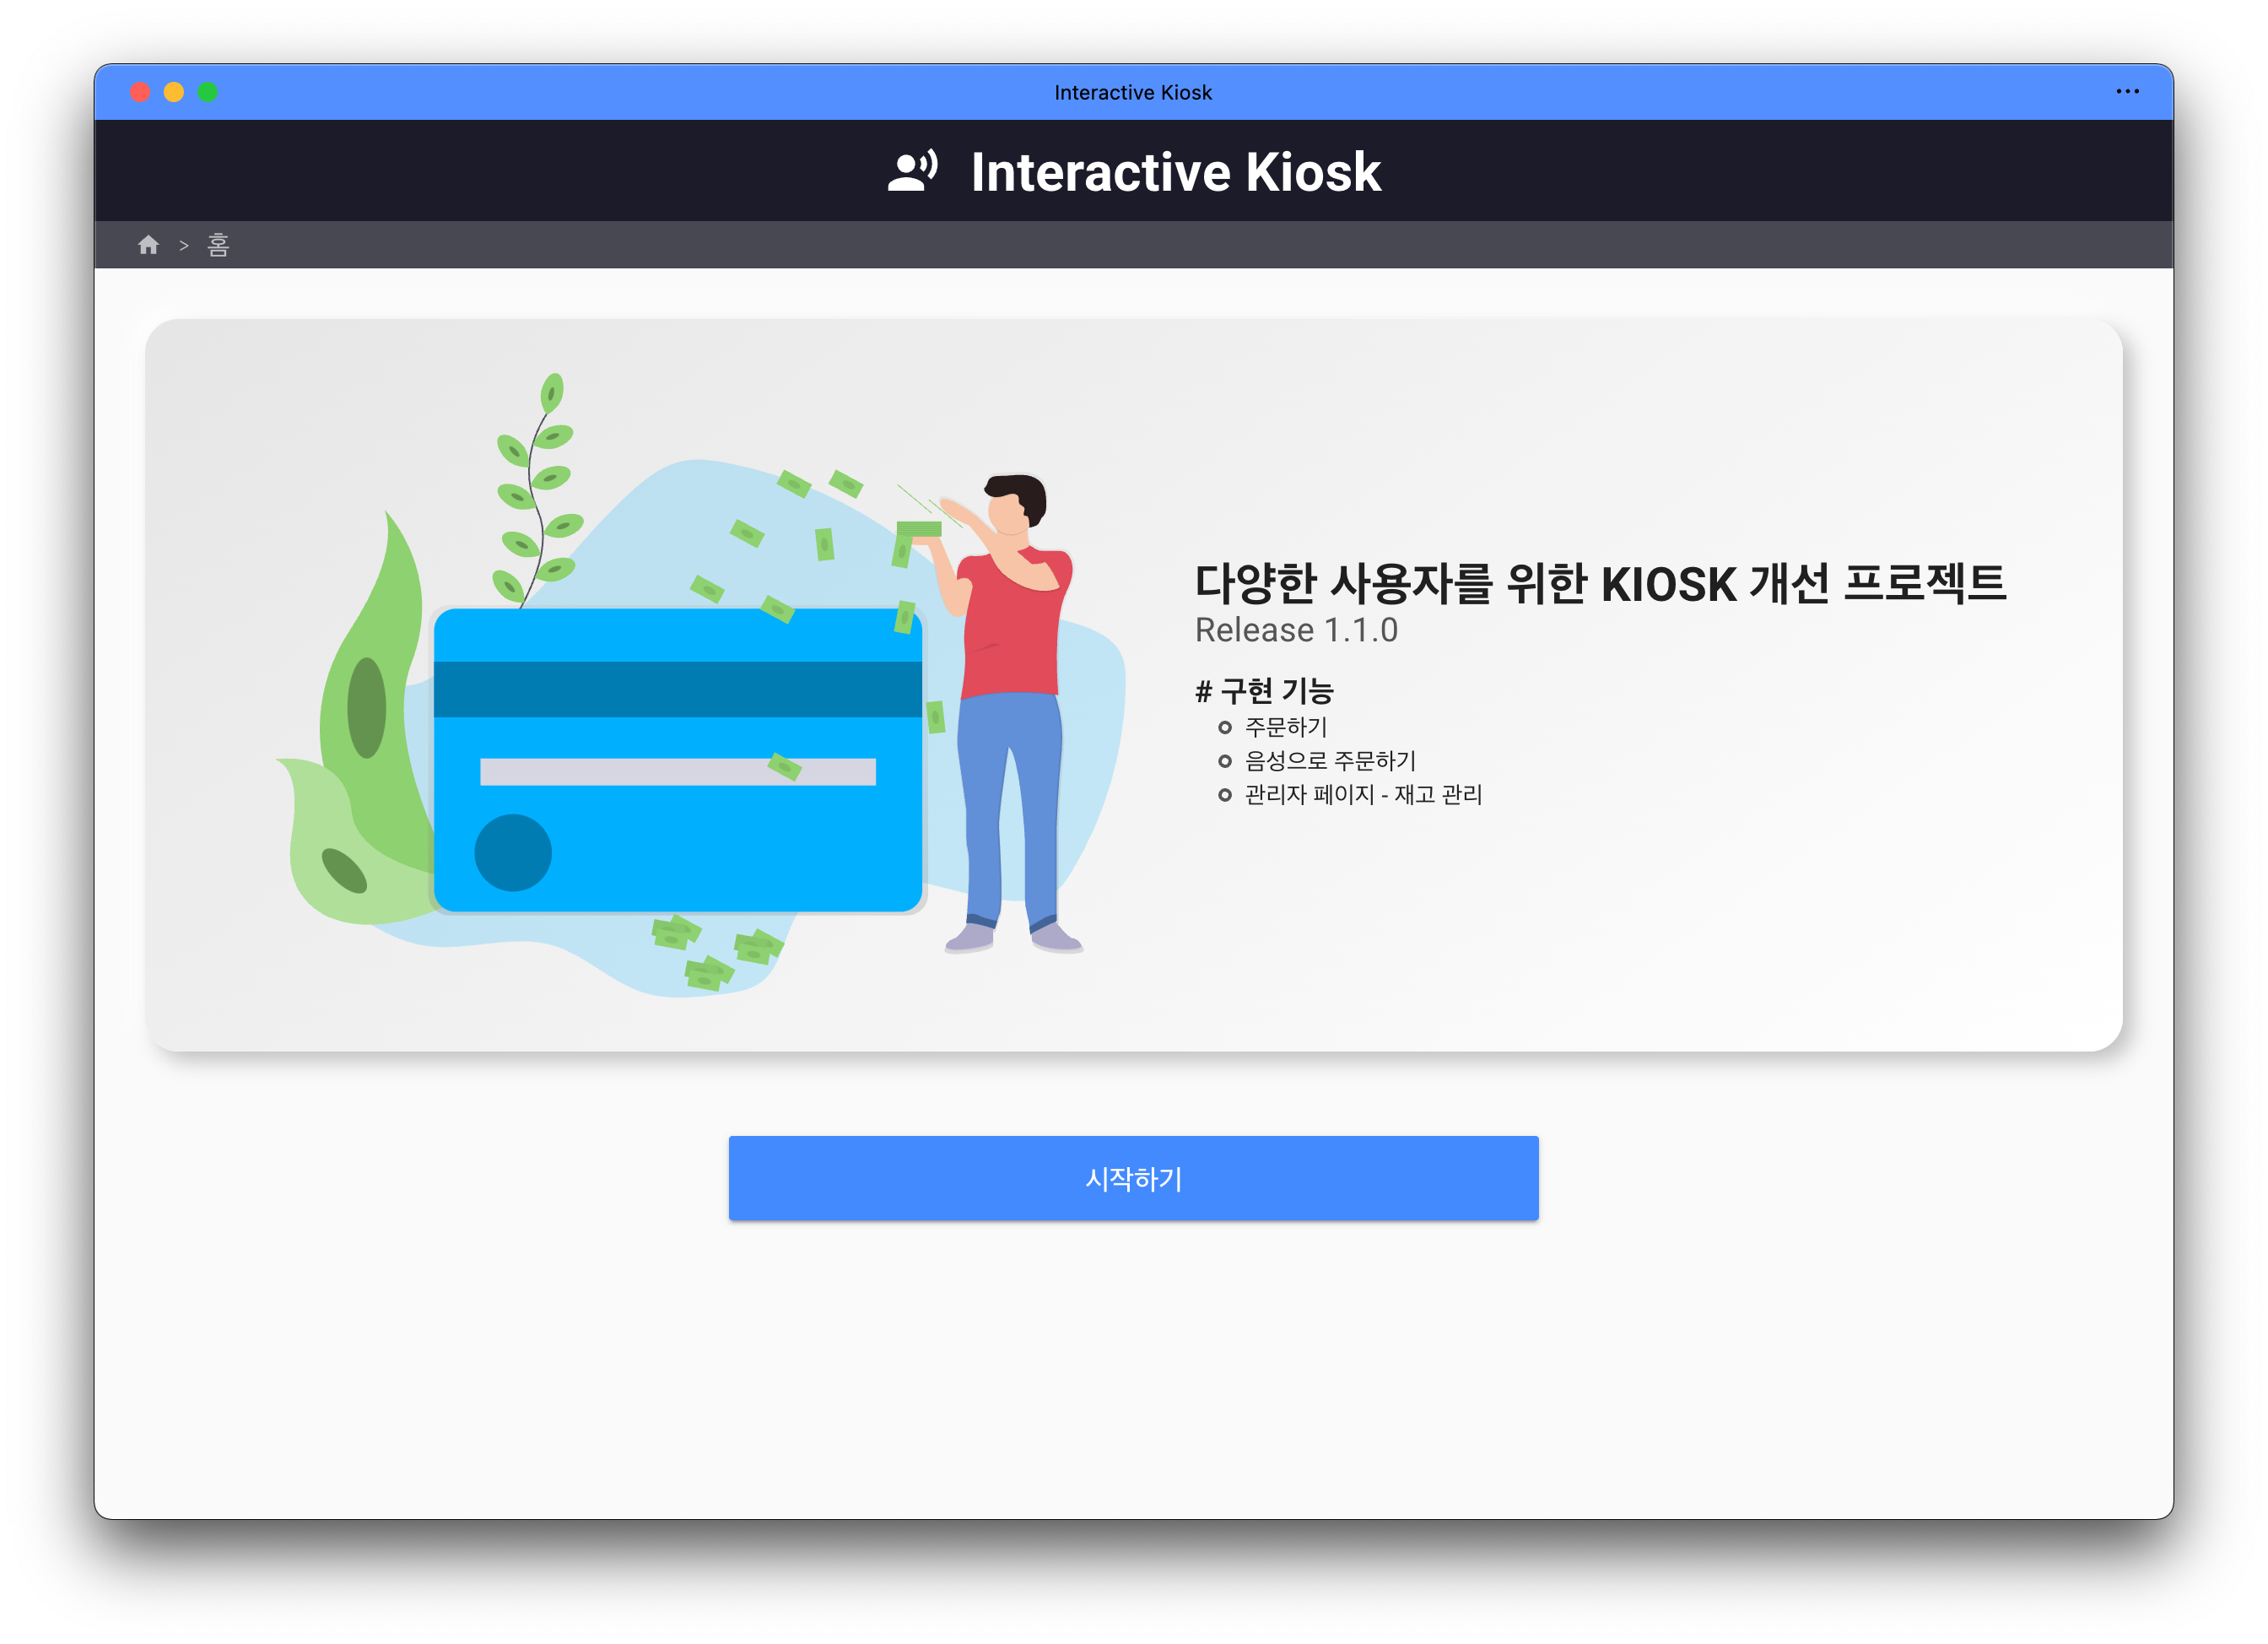 Interactive Kiosk
Interactive Kiosk
> 홈
다양한 사용자를 위한 KIOSK 개선 프로젝트
Release 1.1.0
# 구현 기능
주문하기
음성으로 주문하기
관리자 페이지 - 재고 관리
시작하기